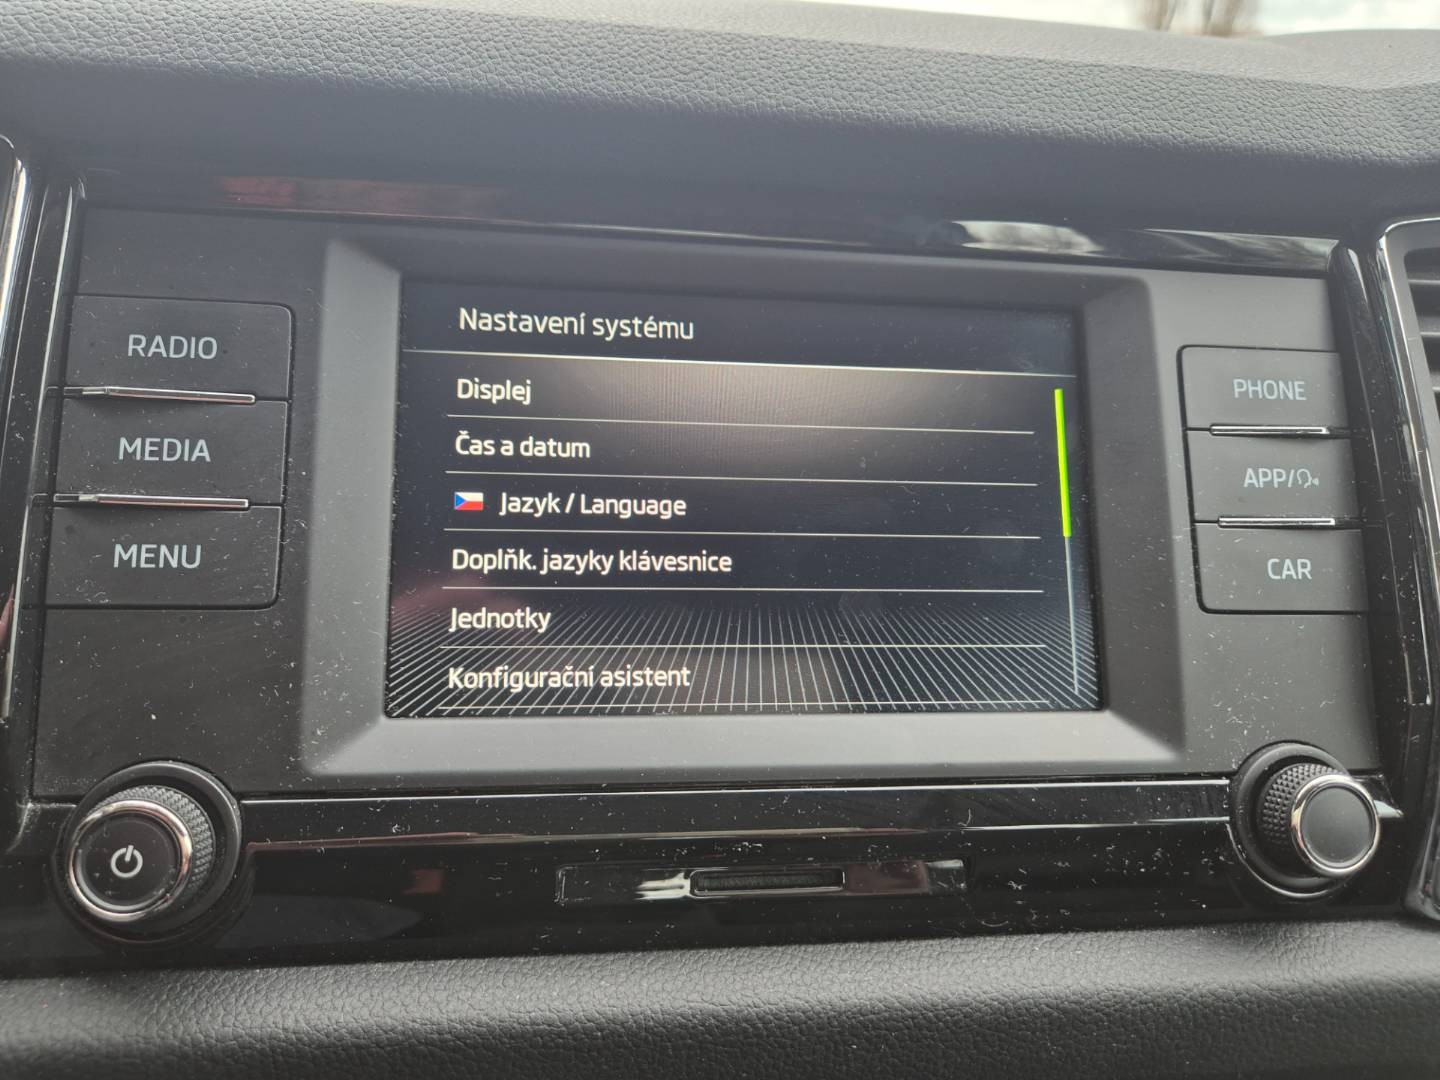 Nastavení systému
Displej
Čas a datum
Jazyk / Language
Doplňk. jazyky klávesnice
Jednotky
Konfigurační asistent
RADIO
MEDIA
MENU
PHONE
APP/
CAR